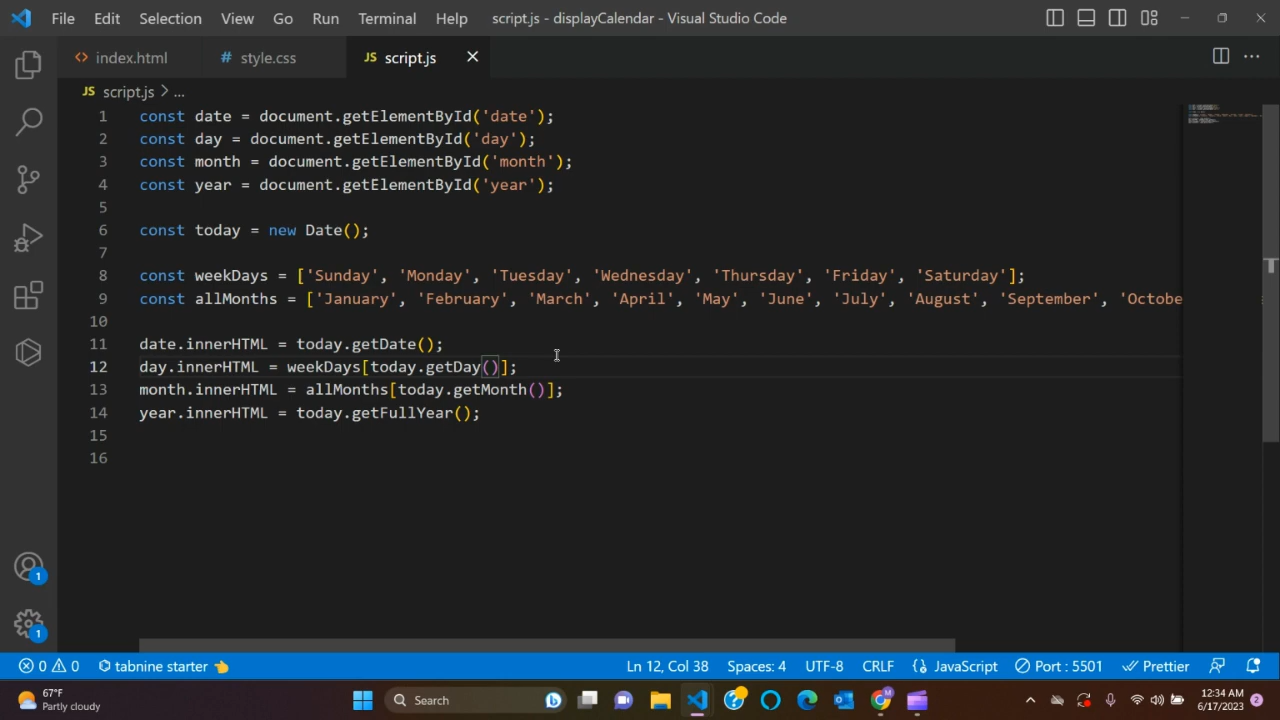 File Edit Selection View Go Run Terminal Help script.js - displayCalendar - Visual Studio Code
index.html # style.css JS script.js
JS script.js > ...
1 const date = document.getElementById('date');
2 const day = document.getElementById('day');
3 const month = document.getElementById('month');
4 const year = document.getElementById('year');
5
6 const today = new Date();
7
8 const weekDays = ['Sunday', 'Monday', 'Tuesday', 'Wednesday', 'Thursday', 'Friday', 'Saturday'];
9 const allMonths = ['January', 'February', 'March', 'April', 'May', 'June', 'July', 'August', 'September', 'Octobe
10
11 date.innerHTML = today.getDate();
12 day.innerHTML = weekDays[today.getDay()];
13 month.innerHTML = allMonths[today.getMonth()];
14 year.innerHTML = today.getFullYear();
15
16
1
1
0 0 tabnine starter Ln 12, Col 38 Spaces: 4 UTF-8 CRLF JavaScript Port : 5501 Prettier
67°F
Partly cloudy
Search
12:34 AM
6/17/2023
2